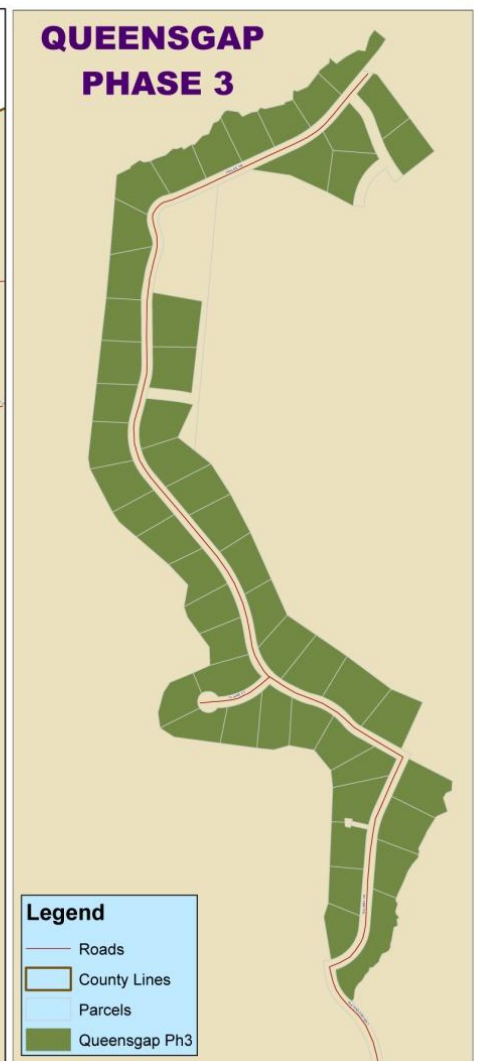 QUEENSGAP
PHASE 3
Legend
Roads
County Lines
Parcels
Queensgap Ph3